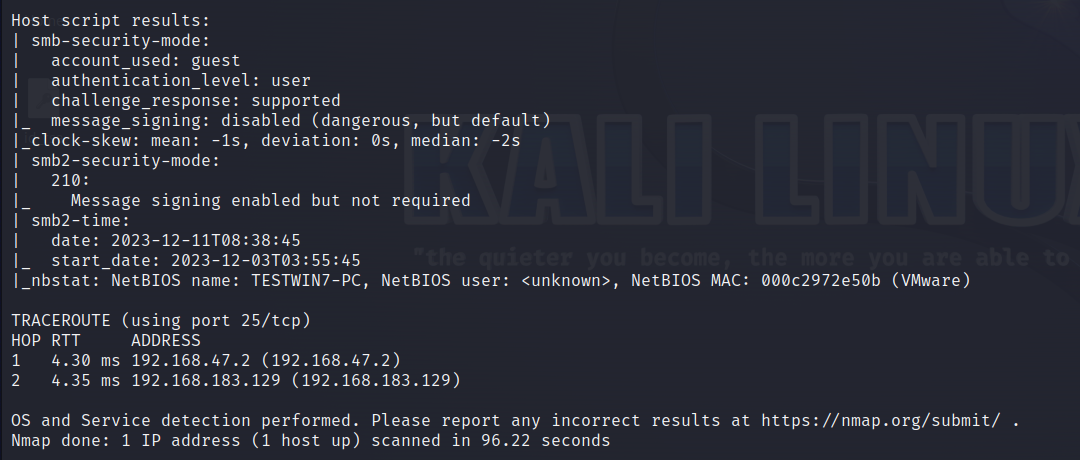 Host script results:
| smb-security-mode:
|   account_used: guest
|   authentication_level: user
|   challenge_response: supported
|_  message_signing: disabled (dangerous, but default)
|_clock-skew: mean: -1s, deviation: 0s, median: -2s
| smb2-security-mode:
|   210:
|_    Message signing enabled but not required
| smb2-time:
|   date: 2023-12-11T08:38:45
|_  start_date: 2023-12-03T03:55:45
|_nbstat: NetBIOS name: TESTWIN7-PC, NetBIOS user: <unknown>, NetBIOS MAC: 000c2972e50b (VMware)
TRACEROUTE (using port 25/tcp)
HOP RTT     ADDRESS
1   4.30 ms 192.168.47.2 (192.168.47.2)
2   4.35 ms 192.168.183.129 (192.168.183.129)
OS and Service detection performed. Please report any incorrect results at https://nmap.org/submit/ .
Nmap done: 1 IP address (1 host up) scanned in 96.22 seconds
KALI LINUX
"the quieter you become, the more you are able to